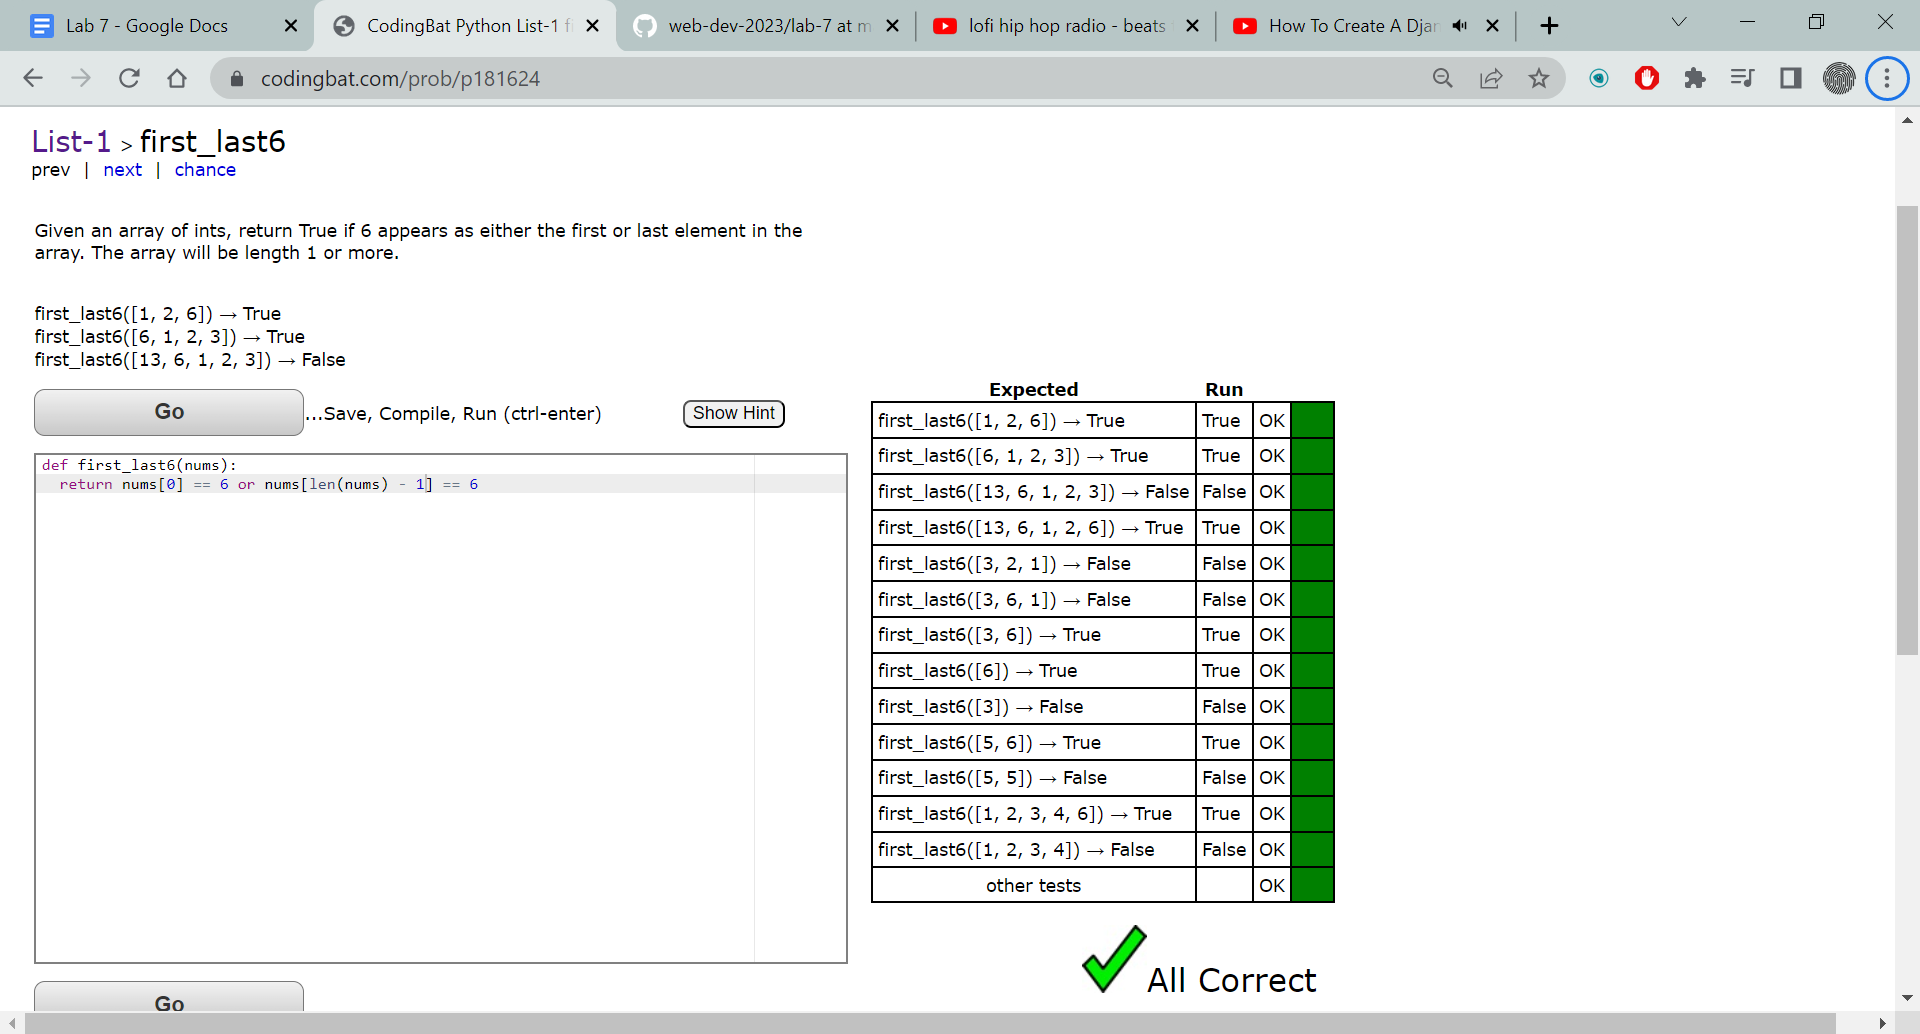 Lab 7 - Google Docs
CodingBat Python List-1 fi
web-dev-2023/lab-7 at m
lofi hip hop radio - beats t
How To Create A Djan
codingbat.com/prob/p181624
List-1 > first_last6
prev | next | chance
Given an array of ints, return True if 6 appears as either the first or last element in the
array. The array will be length 1 or more.
first_last6([1, 2, 6]) → True
first_last6([6, 1, 2, 3]) → True
first_last6([13, 6, 1, 2, 3]) → False
Go
...Save, Compile, Run (ctrl-enter)
Show Hint
def first_last6(nums):
return nums[0] == 6 or nums[len(nums) - 1] == 6
Go
Expected Run
first_last6([1, 2, 6]) → True True OK
first_last6([6, 1, 2, 3]) → True True OK
first_last6([13, 6, 1, 2, 3]) → False False OK
first_last6([13, 6, 1, 2, 6]) → True True OK
first_last6([3, 2, 1]) → False False OK
first_last6([3, 6, 1]) → False False OK
first_last6([3, 6]) → True True OK
first_last6([6]) → True True OK
first_last6([3]) → False False OK
first_last6([5, 6]) → True True OK
first_last6([5, 5]) → False False OK
first_last6([1, 2, 3, 4, 6]) → True True OK
first_last6([1, 2, 3, 4]) → False False OK
other tests OK
All Correct